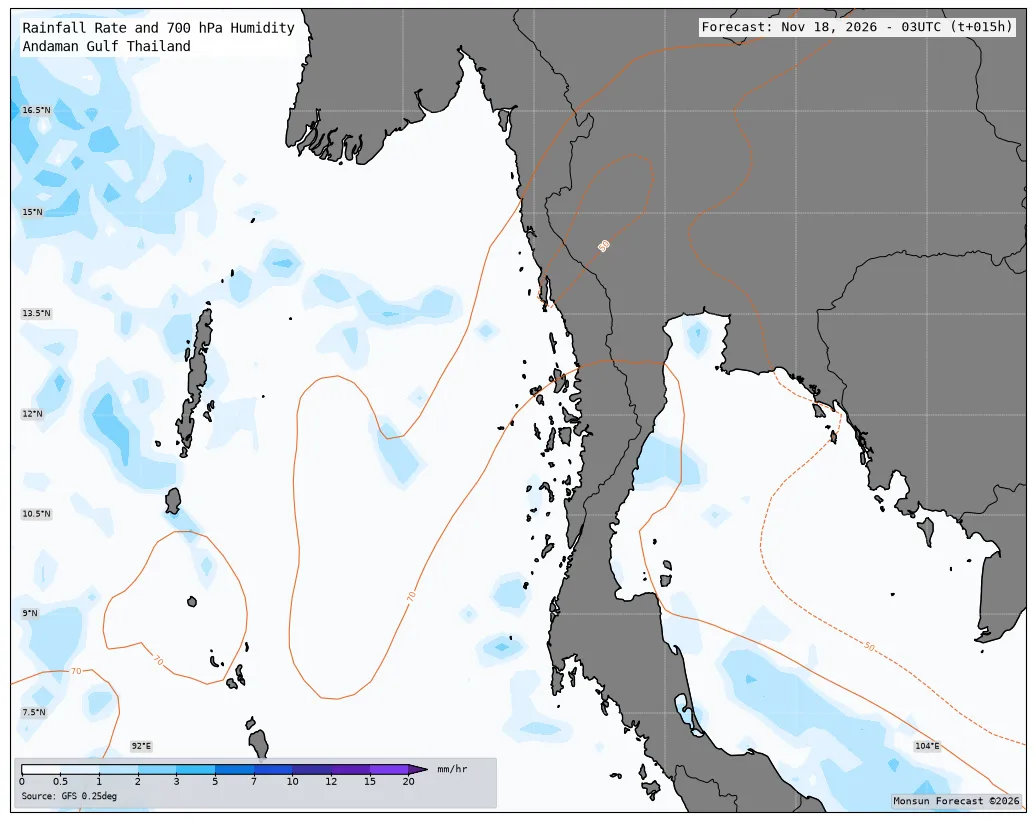 Rainfall Rate and 700 hPa Humidity
Andaman Gulf Thailand
Forecast: Nov 18, 2026 - 03UTC (t+015h)
16.5°N
15°N
50
13.5°N
12°N
10.5°N
70
9°N
50
70
70
7.5°N
92°E
104°E
mm/hr
0 0.5 1 2 3 5 7 10 12 15 20
Source: GFS 0.25deg
Monsun Forecast ©2026